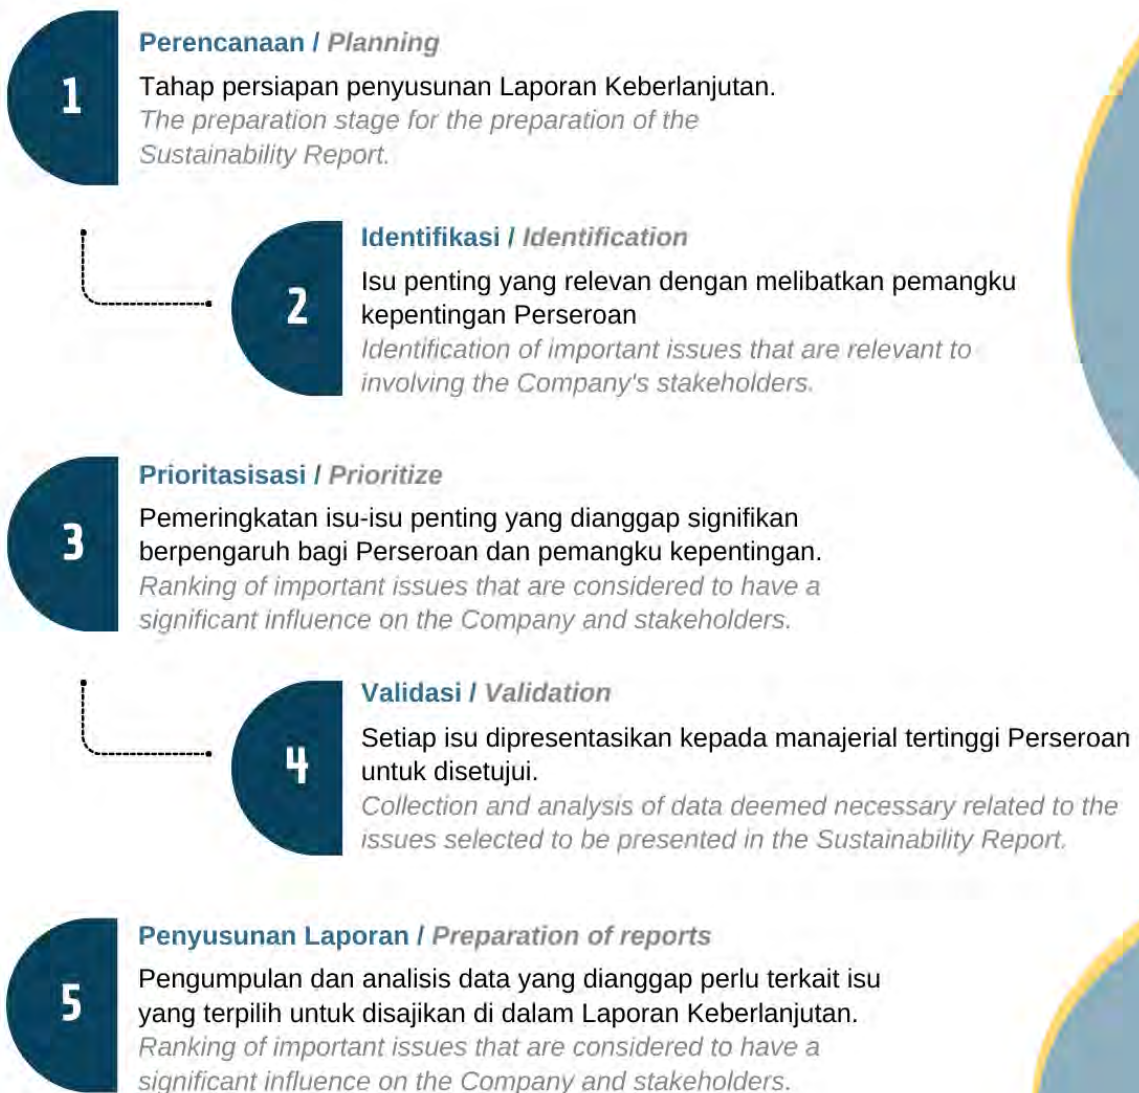 1
Perencanaan / Planning
Tahap persiapan penyusunan Laporan Keberlanjutan.
The preparation stage for the preparation of the
Sustainability Report.
2
Identifikasi / Identification
Isu penting yang relevan dengan melibatkan pemangku
kepentingan Perseroan
Identification of important issues that are relevant to
involving the Company's stakeholders.
3
Prioritasisasi / Prioritize
Pemeringkatan isu-isu penting yang dianggap signifikan
berpengaruh bagi Perseroan dan pemangku kepentingan.
Ranking of important issues that are considered to have a
significant influence on the Company and stakeholders.
4
Validasi / Validation
Setiap isu dipresentasikan kepada manajerial tertinggi Perseroan
untuk disetujui.
Collection and analysis of data deemed necessary related to the
issues selected to be presented in the Sustainability Report.
5
Penyusunan Laporan / Preparation of reports
Pengumpulan dan analisis data yang dianggap perlu terkait isu
yang terpilih untuk disajikan di dalam Laporan Keberlanjutan.
Ranking of important issues that are considered to have a
significant influence on the Company and stakeholders.